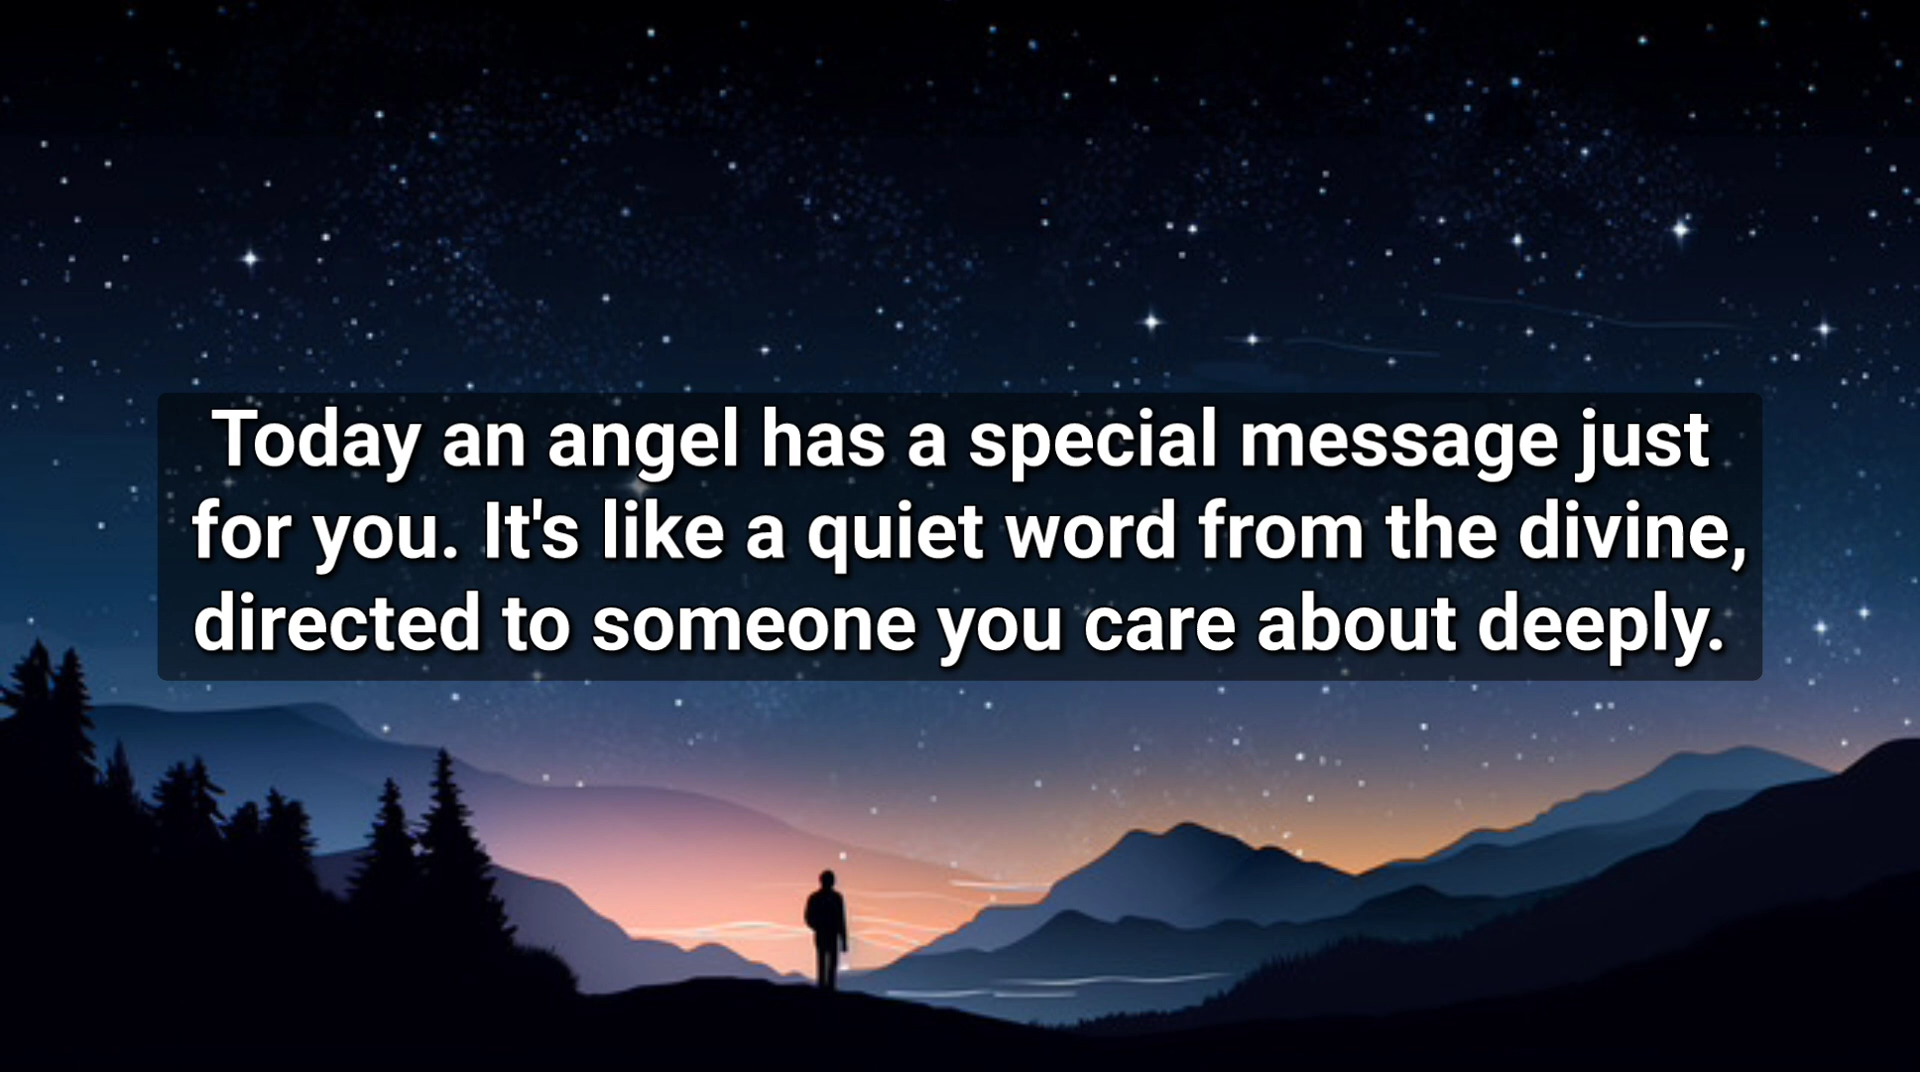 Today an angel has a special message just
for you. It's like a quiet word from the divine,
directed to someone you care about deeply.